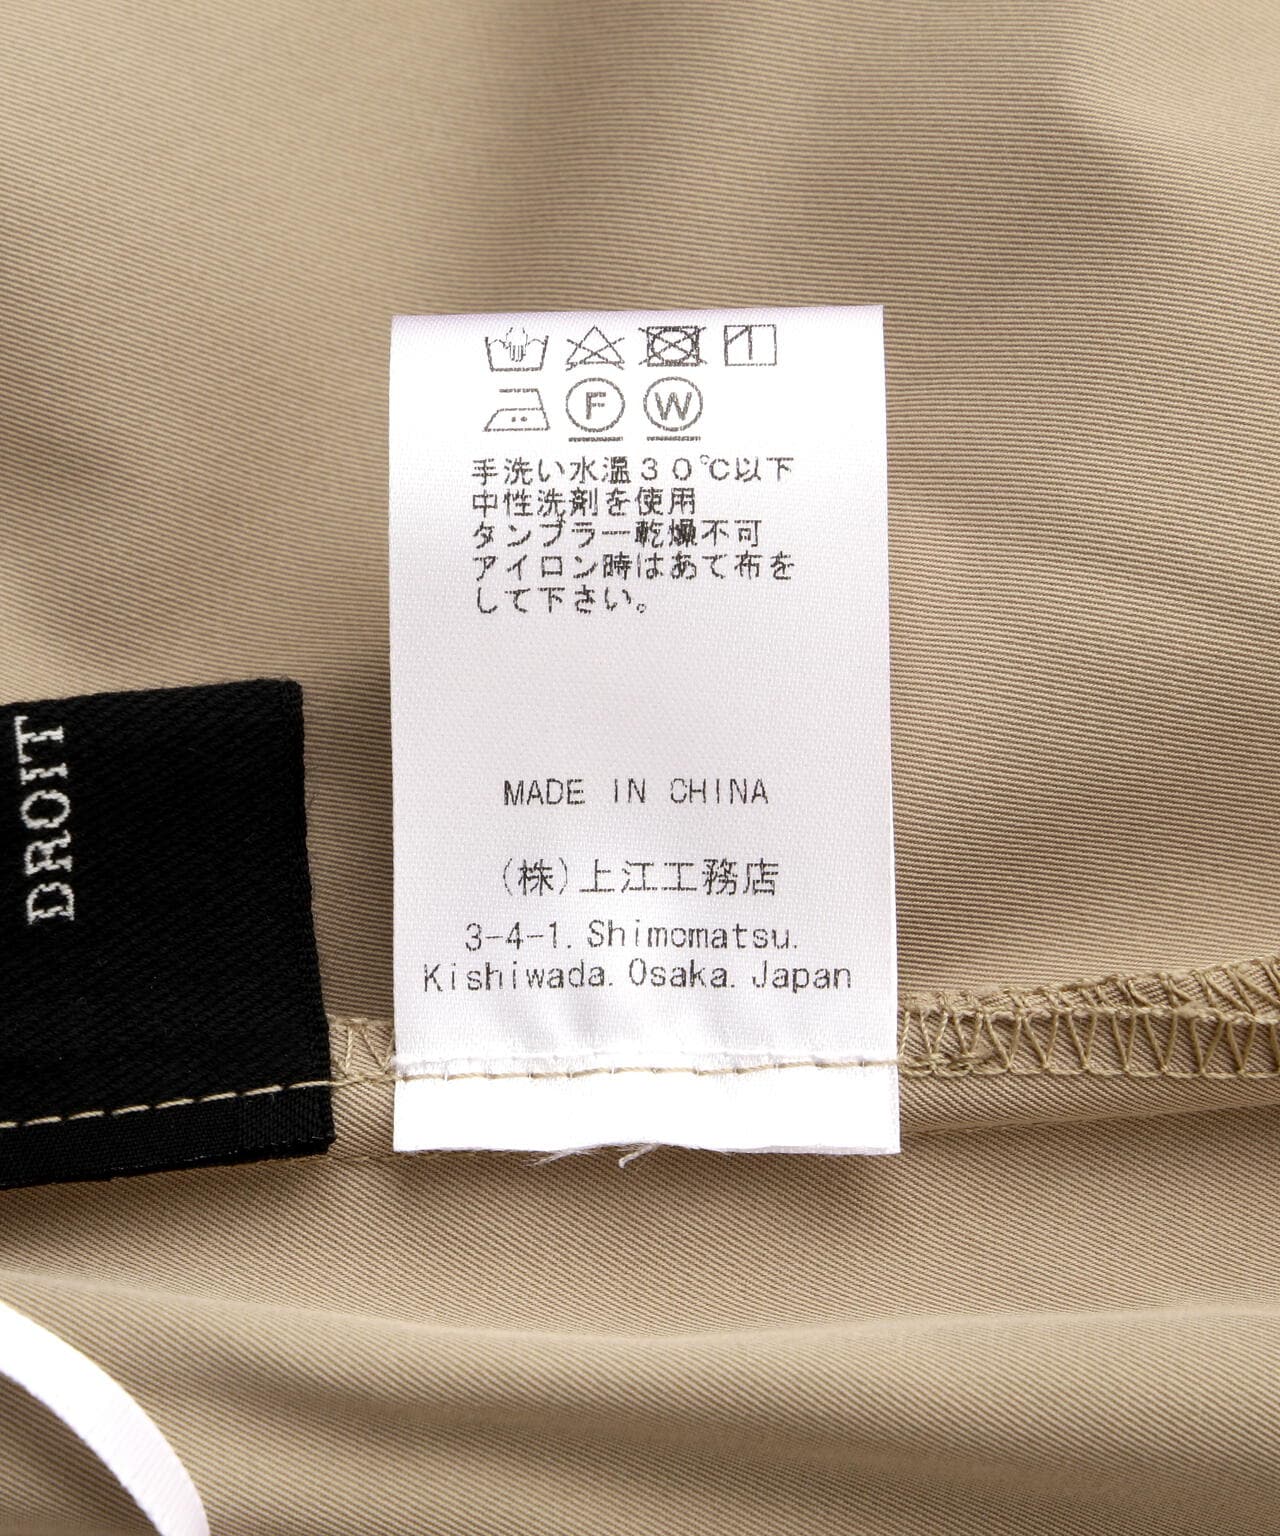 F W
手洗い水温30℃以下
中性洗剤を使用
タンブラー乾燥不可
アイロン時はあて布を
して下さい。
MADE IN CHINA
(株)上江工務店
3-4-1. Shimomatsu.
Kishiwada. Osaka. Japan
DROIT